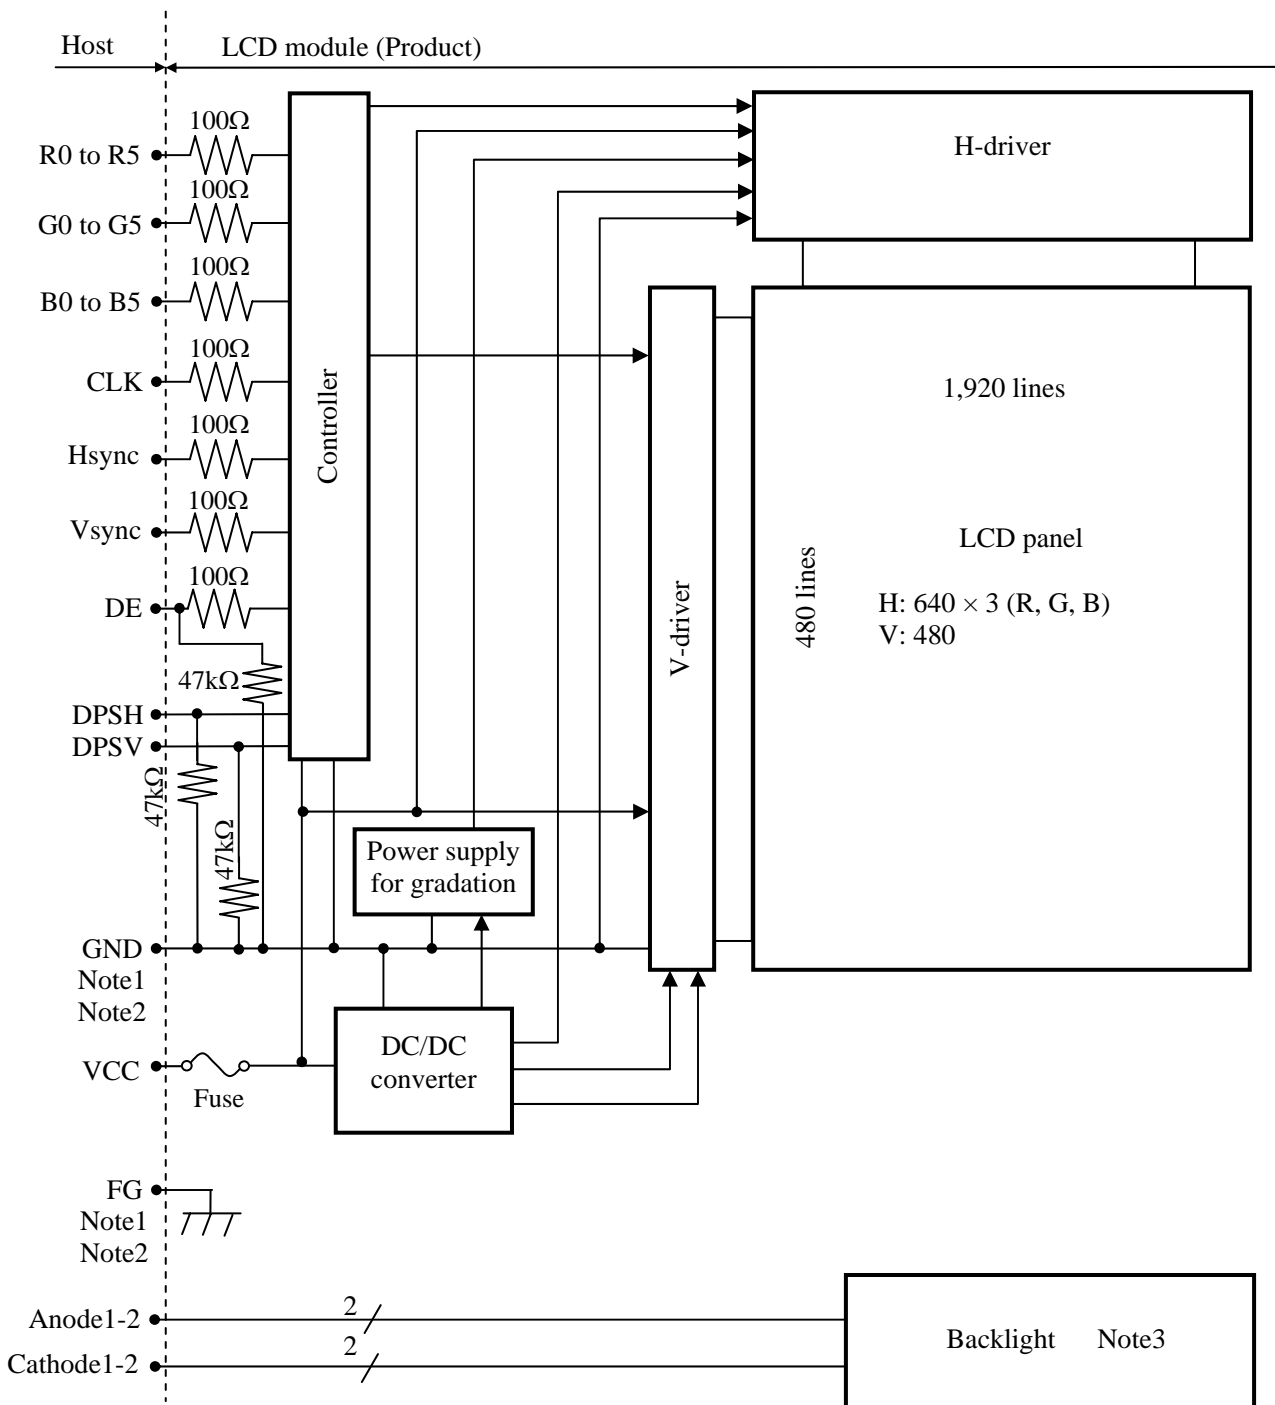 Host
LCD module (Product)
100Ω
R0 to R5
H-driver
100Ω
G0 to G5
100Ω
B0 to B5
100Ω
CLK
1,920 lines
Controller
100Ω
Hsync
100Ω
Vsync
LCD panel
480 lines
100Ω
DE
H: 640 × 3 (R, G, B)
V: 480
V-driver
47kΩ
DPSH
DPSV
47kΩ
47kΩ
Power supply
for gradation
GND
Note1
Note2
DC/DC
converter
VCC
Fuse
FG
Note1
Note2
2
Anode1-2
2
Cathode1-2
Backlight Note3